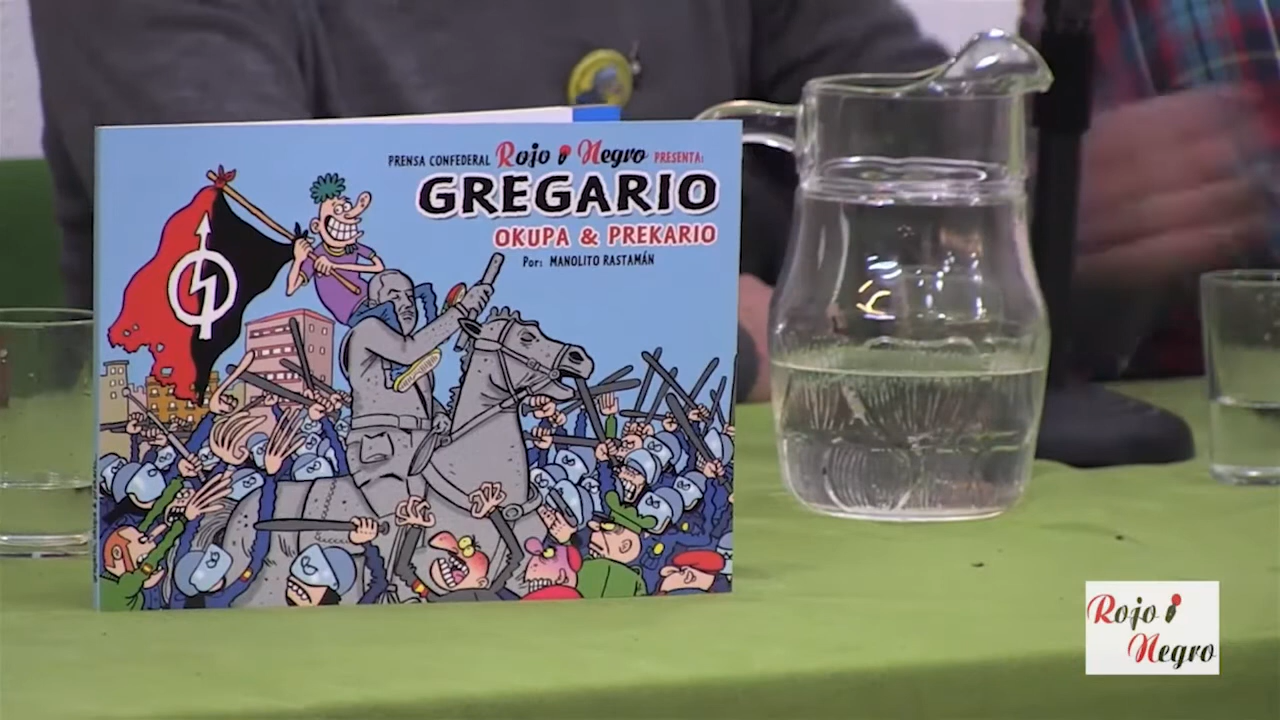 PRENSA CONFEDERAL Rojo i Negro PRESENTA:
GREGARIO
OKUPA & PREKARIO
Por: MANOLITO RASTAMÁN
Rojo i
Negro